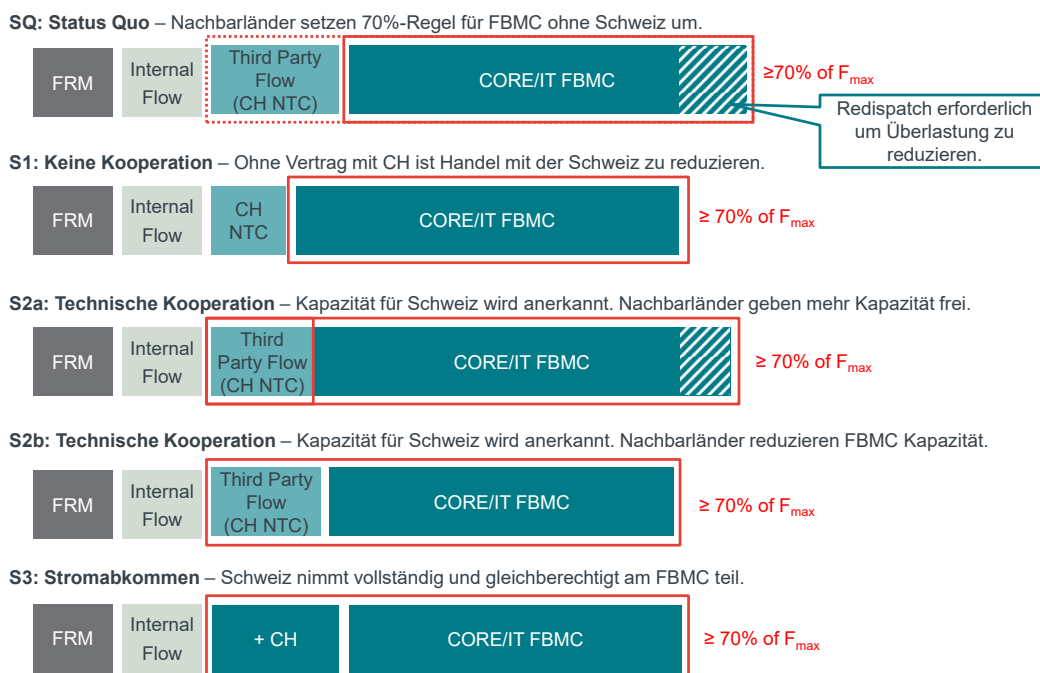 SQ: Status Quo – Nachbarländer setzen 70%-Regel für FBMC ohne Schweiz um.
FRM
Internal
Flow
Third Party
Flow
(CH NTC)
CORE/IT FBMC
≥70% of Fmax
Redispatch erforderlich
um Überlastung zu
reduzieren.
S1: Keine Kooperation – Ohne Vertrag mit CH ist Handel mit der Schweiz zu reduzieren.
FRM
Internal
Flow
CH
NTC
CORE/IT FBMC
≥ 70% of Fmax
S2a: Technische Kooperation – Kapazität für Schweiz wird anerkannt. Nachbarländer geben mehr Kapazität frei.
FRM
Internal
Flow
Third
Party Flow
(CH NTC)
CORE/IT FBMC
≥ 70% of Fmax
S2b: Technische Kooperation – Kapazität für Schweiz wird anerkannt. Nachbarländer reduzieren FBMC Kapazität.
FRM
Internal
Flow
Third Party
Flow
(CH NTC)
CORE/IT FBMC
≥ 70% of Fmax
S3: Stromabkommen – Schweiz nimmt vollständig und gleichberechtigt am FBMC teil.
FRM
Internal
Flow
+ CH
CORE/IT FBMC
≥ 70% of Fmax